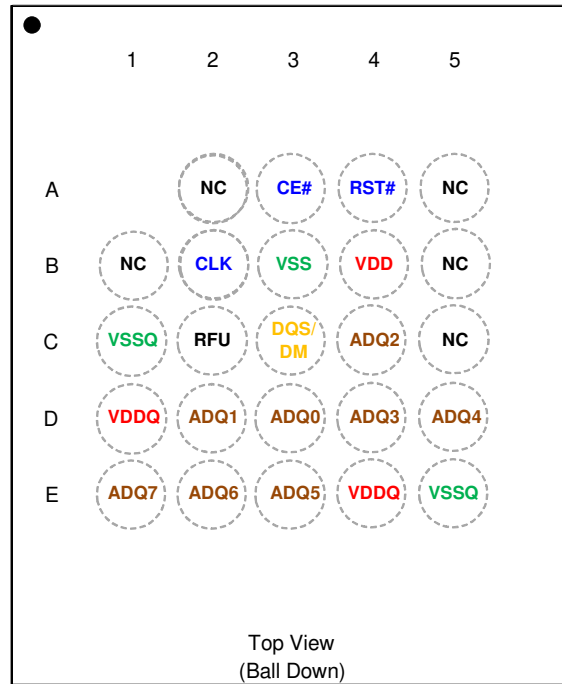 1 2 3 4 5
A NC CE# RST# NC
B NC CLK VSS VDD NC
C VSSQ RFU DQS/ DM ADQ2 NC
D VDDQ ADQ1 ADQ0 ADQ3 ADQ4
E ADQ7 ADQ6 ADQ5 VDDQ VSSQ
Top View
(Ball Down)